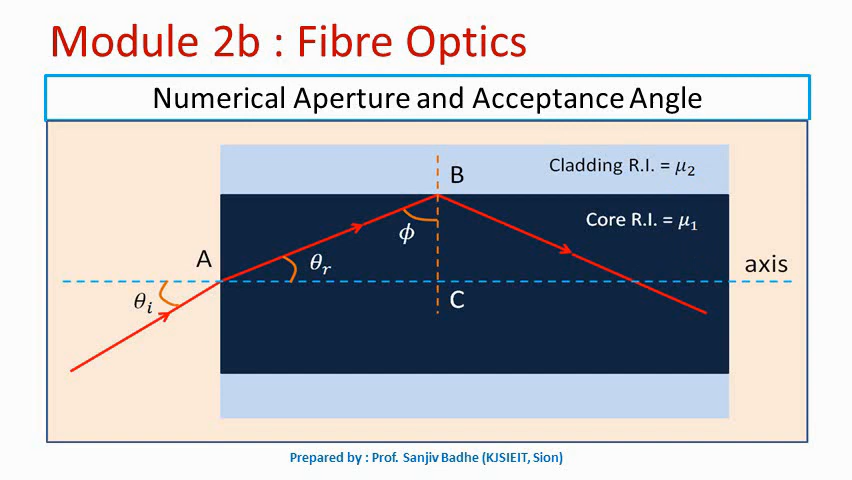 Module 2b : Fibre Optics
Numerical Aperture and Acceptance Angle
Cladding R.I. = μ₂
B
Core R.I. = μ₁
ϕ
A
θᵣ
axis
θᵢ
C
Prepared by : Prof. Sanjiv Badhe (KJSIEIT, Sion)